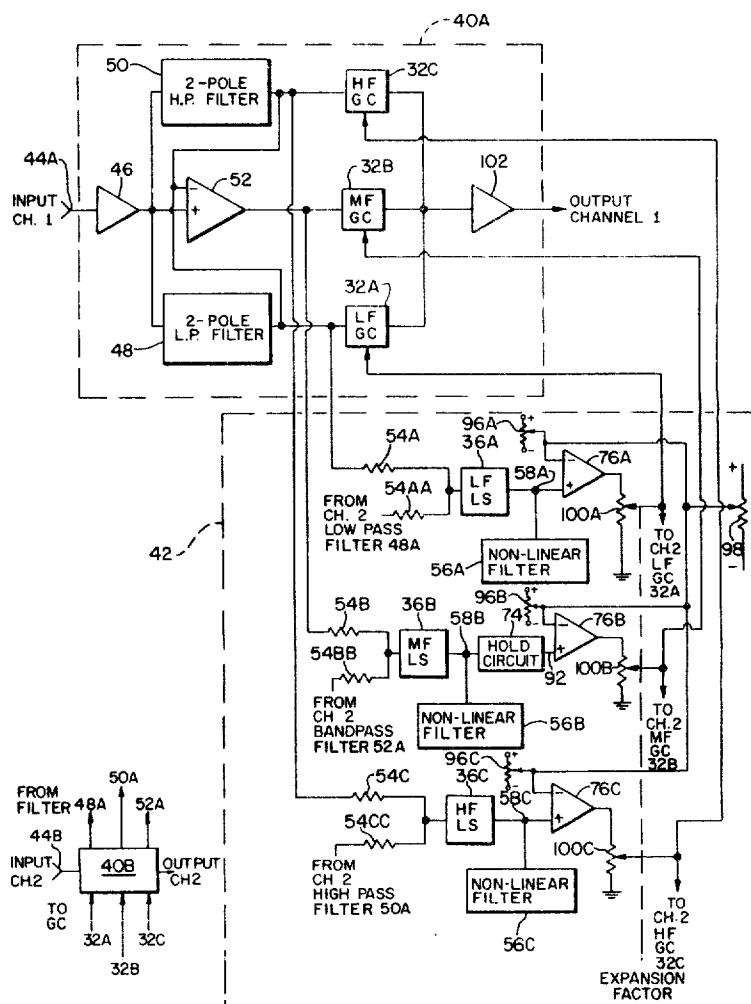 40A
50
2-POLE
H.P. FILTER
32C
HF
GC
44A
46
52
32B
MF
GC
102
INPUT
CH. 1
-
+
OUTPUT
CHANNEL 1
32A
LF
GC
2-POLE
L.P. FILTER
48
42
54A
96A
+
-
36A
LF
LS
58A
76A
-
+
54AA
FROM
CH. 2
LOW PASS
FILTER 48A
100A
NON-LINEAR
FILTER
56A
TO
CH.2
LF
GC
32A
+
98
-
54B
36B
MF
LS
58B
96B
+
-
74
HOLD
CIRCUIT
92
76B
-
+
100B
54BB
FROM
CH 2
BANDPASS
FILTER 52A
NON-LINEAR
FILTER
56B
TO
CH.2
MF
GC
32B
54C
36C
HF
LS
58C
96C
+
-
76C
-
+
100C
54CC
FROM
CH 2
HIGH PASS
FILTER 50A
NON-LINEAR
FILTER
56C
TO
CH.2
HF
GC
32C
EXPANSION
FACTOR
FROM
FILTER
48A
50A
52A
44B
INPUT
CH.2
40B
OUTPUT
CH2
TO
GC
32A
32B
32C